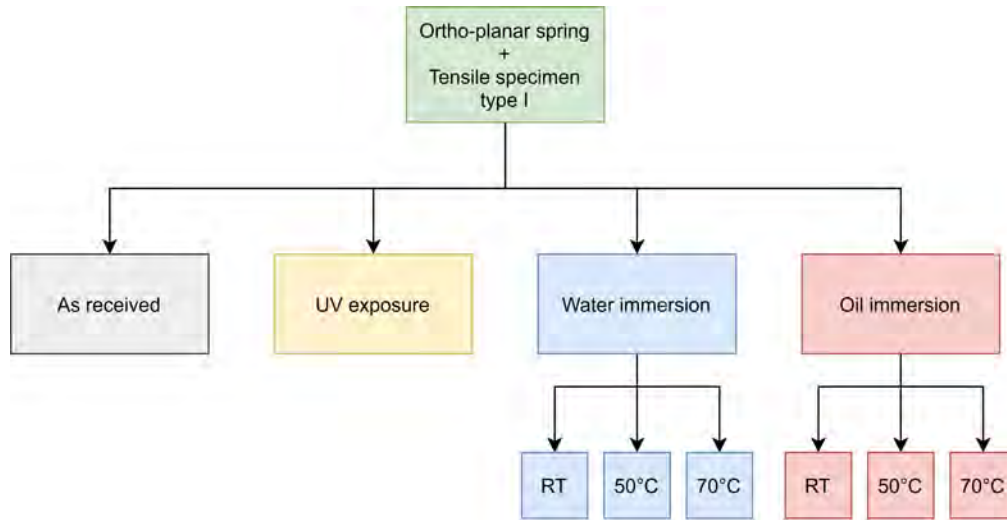 Ortho-planar spring
+
Tensile specimen
type I
As received
UV exposure
Water immersion
Oil immersion
RT
50°C
70°C
RT
50°C
70°C